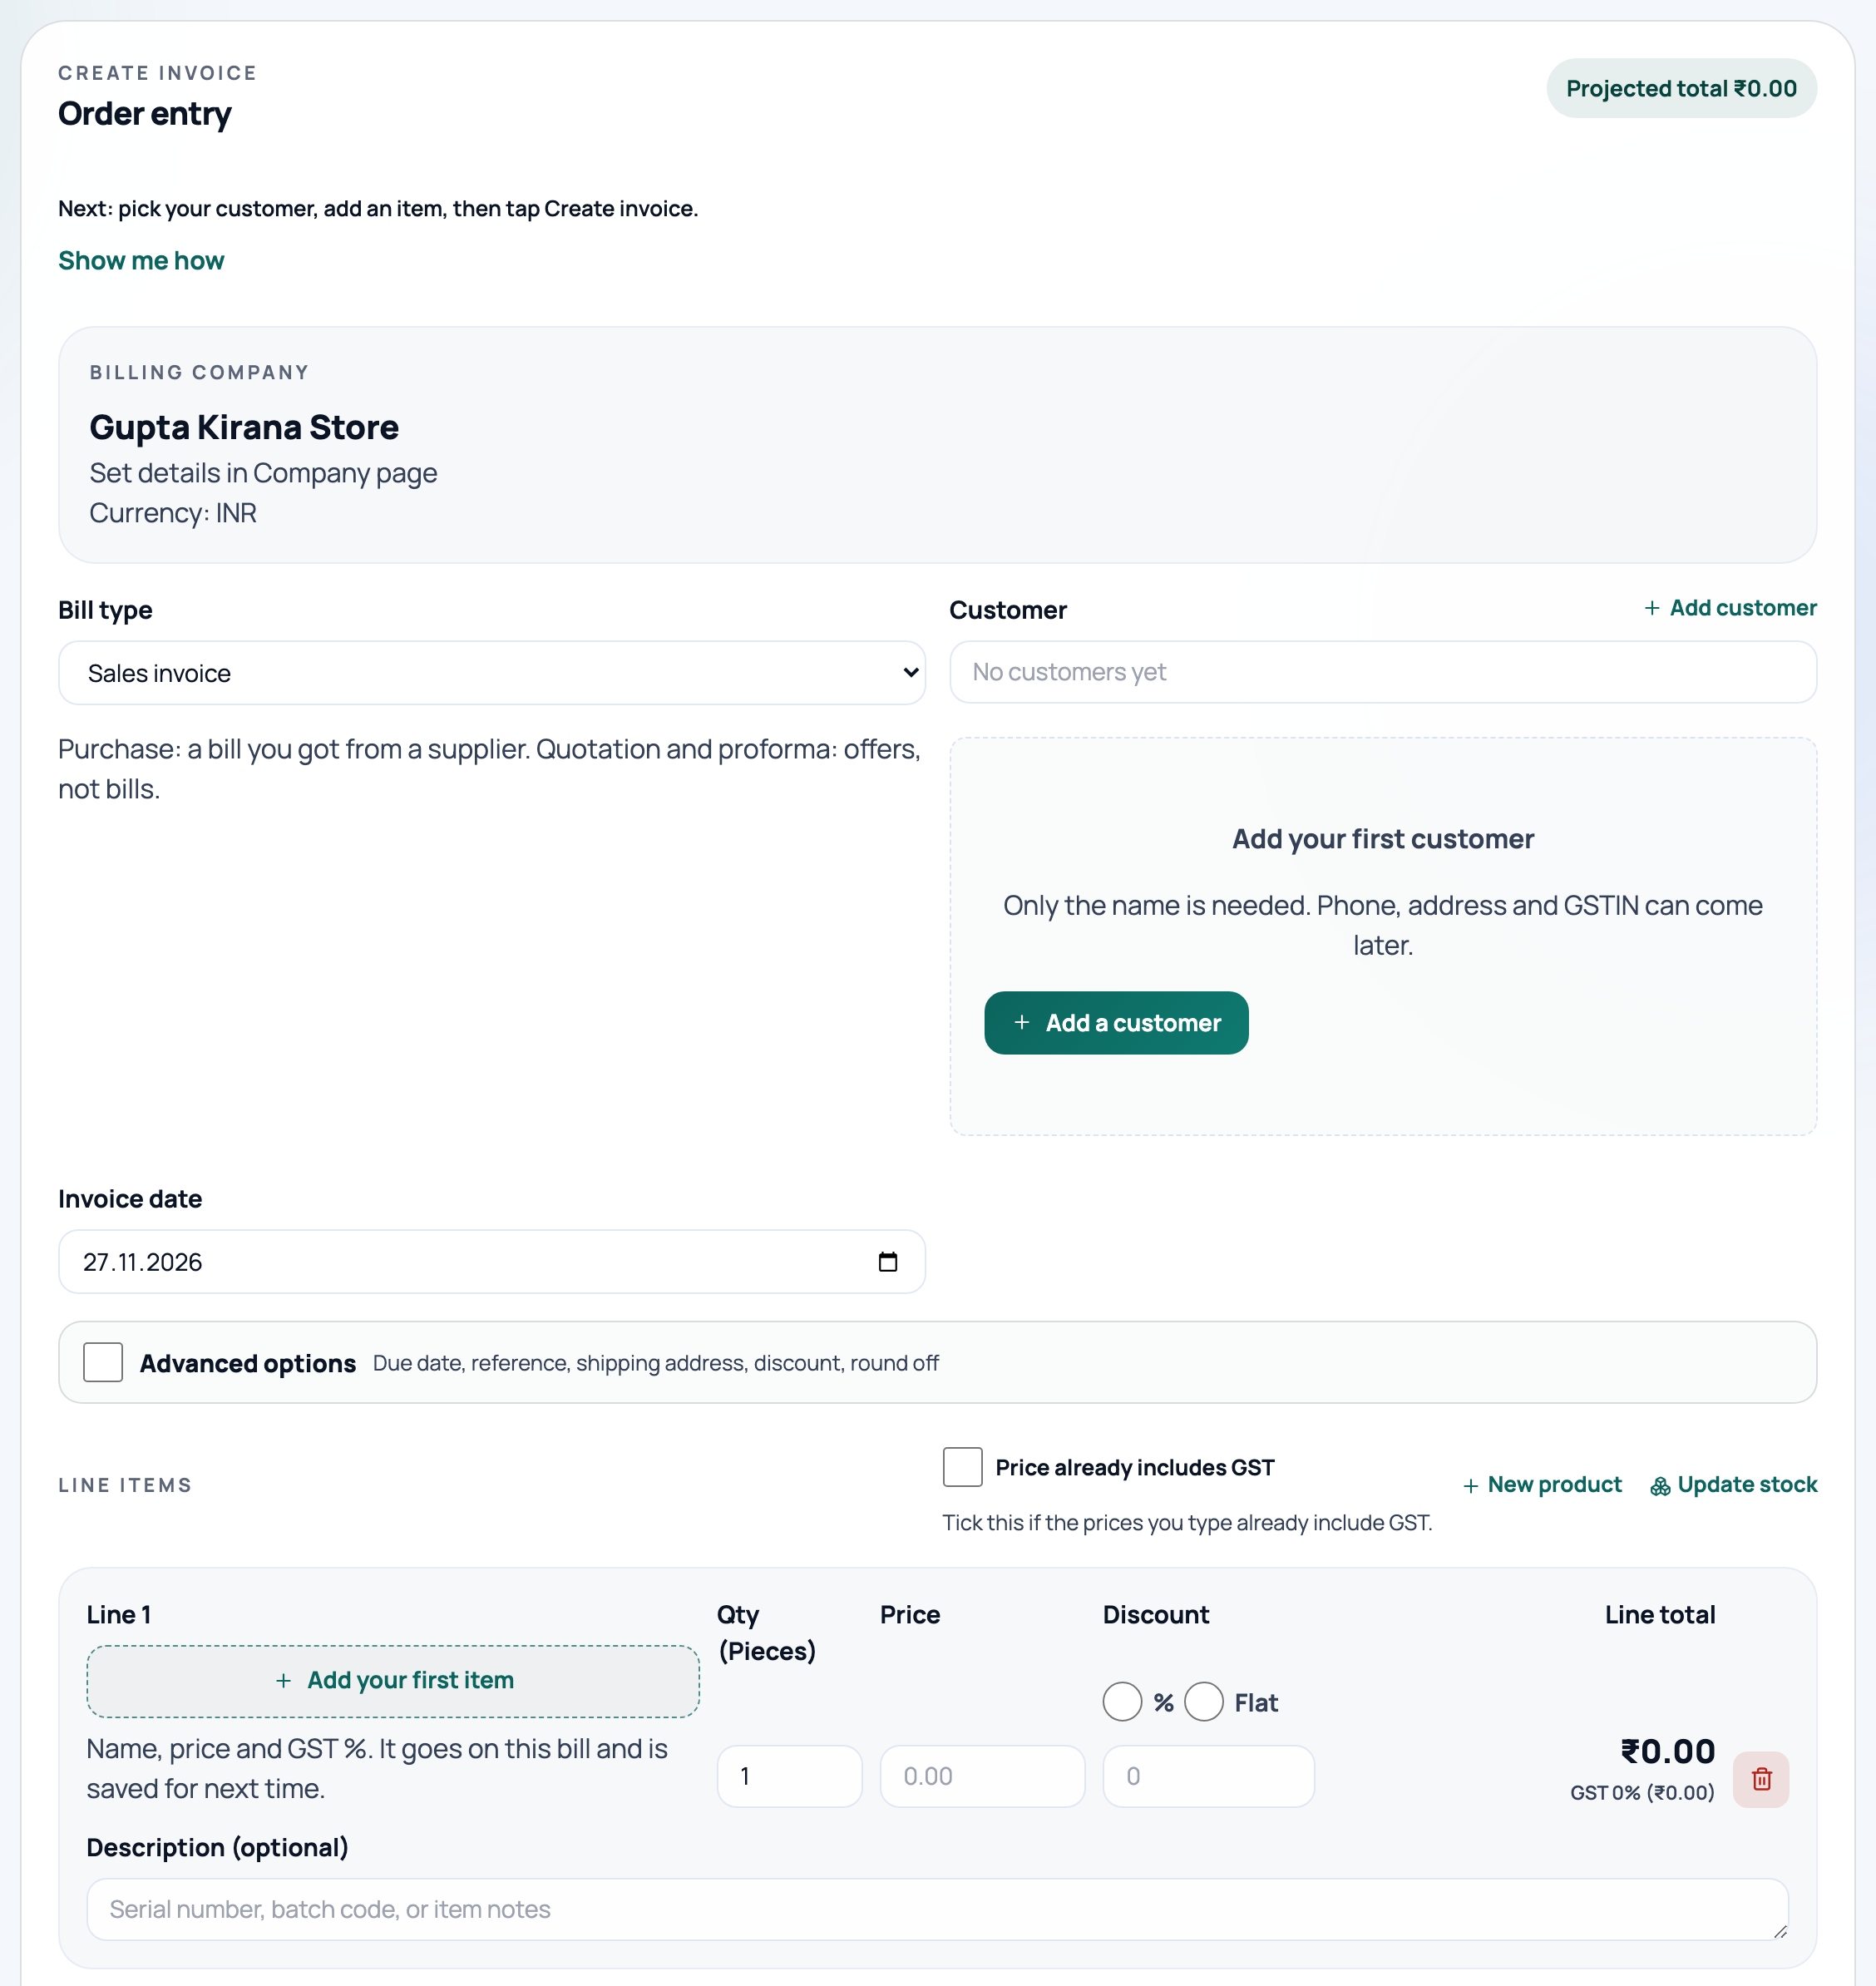 CREATE INVOICE
Order entry
Projected total ₹0.00
Next: pick your customer, add an item, then tap Create invoice.
Show me how
BILLING COMPANY
Gupta Kirana Store
Set details in Company page
Currency: INR
Bill type
Sales invoice
Purchase: a bill you got from a supplier. Quotation and proforma: offers,
not bills.
Customer
+ Add customer
No customers yet
Add your first customer
Only the name is needed. Phone, address and GSTIN can come
later.
+ Add a customer
Invoice date
27.11.2026
Advanced options Due date, reference, shipping address, discount, round off
LINE ITEMS
Price already includes GST
Tick this if the prices you type already include GST.
+ New product
Update stock
Line 1
+ Add your first item
Name, price and GST %. It goes on this bill and is
saved for next time.
Qty
(Pieces)
1
Price
0.00
Discount
% Flat
0
Line total
₹0.00
GST 0% (₹0.00)
Description (optional)
Serial number, batch code, or item notes